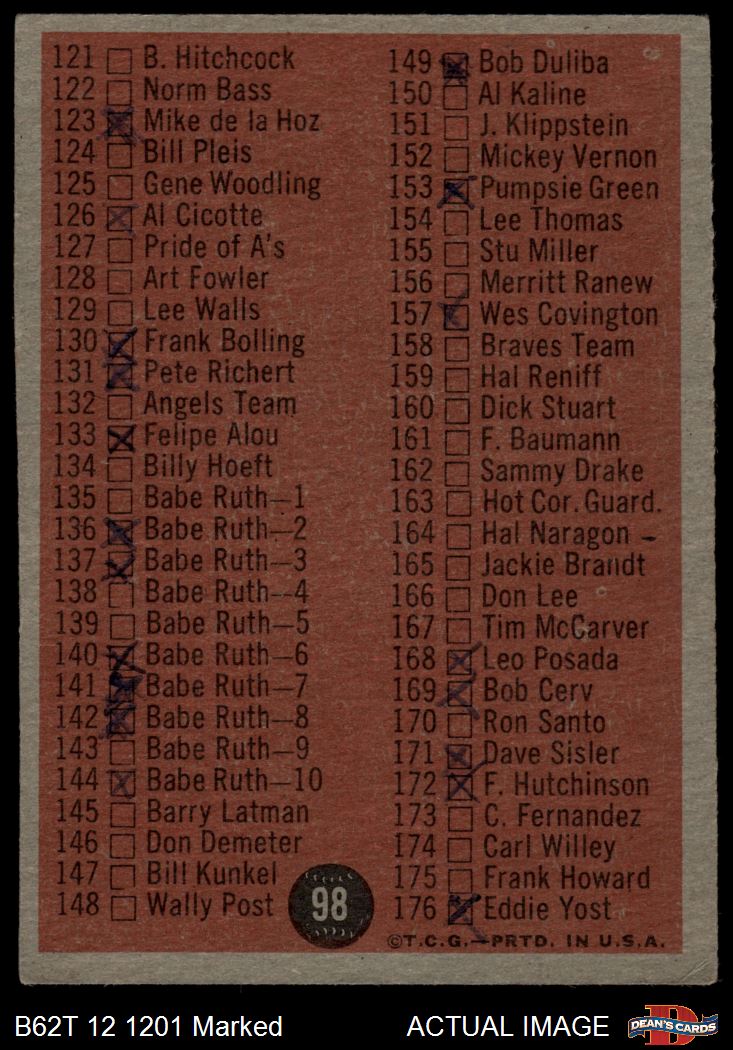 121 B. Hitchcock
122 Norm Bass
123 Mike de la Hoz
124 Bill Pleis
125 Gene Woodling
126 Al Cicotte
127 Pride of A's
128 Art Fowler
129 Lee Walls
130 Frank Bolling
131 Pete Richert
132 Angels Team
133 Felipe Alou
134 Billy Hoeft
135 Babe Ruth—1
136 Babe Ruth—2
137 Babe Ruth—3
138 Babe Ruth—4
139 Babe Ruth—5
140 Babe Ruth—6
141 Babe Ruth—7
142 Babe Ruth—8
143 Babe Ruth—9
144 Babe Ruth—10
145 Barry Latman
146 Don Demeter
147 Bill Kunkel
148 Wally Post
98
149 Bob Duliba
150 Al Kaline
151 J. Klippstein
152 Mickey Vernon
153 Pumpsie Green
154 Lee Thomas
155 Stu Miller
156 Merritt Ranew
157 Wes Covington
158 Braves Team
159 Hal Reniff
160 Dick Stuart
161 F. Baumann
162 Sammy Drake
163 Hot Cor. Guard.
164 Hal Naragon -
165 Jackie Brandt
166 Don Lee
167 Tim McCarver
168 Leo Posada
169 Bob Cerv
170 Ron Santo
171 Dave Sisler
172 F. Hutchinson
173 C. Fernandez
174 Carl Willey
175 Frank Howard
176 Eddie Yost
©T.C.G.—PRTD. IN U.S.A.
B62T 12 1201 Marked
ACTUAL IMAGE
D
DEAN'S CARDS